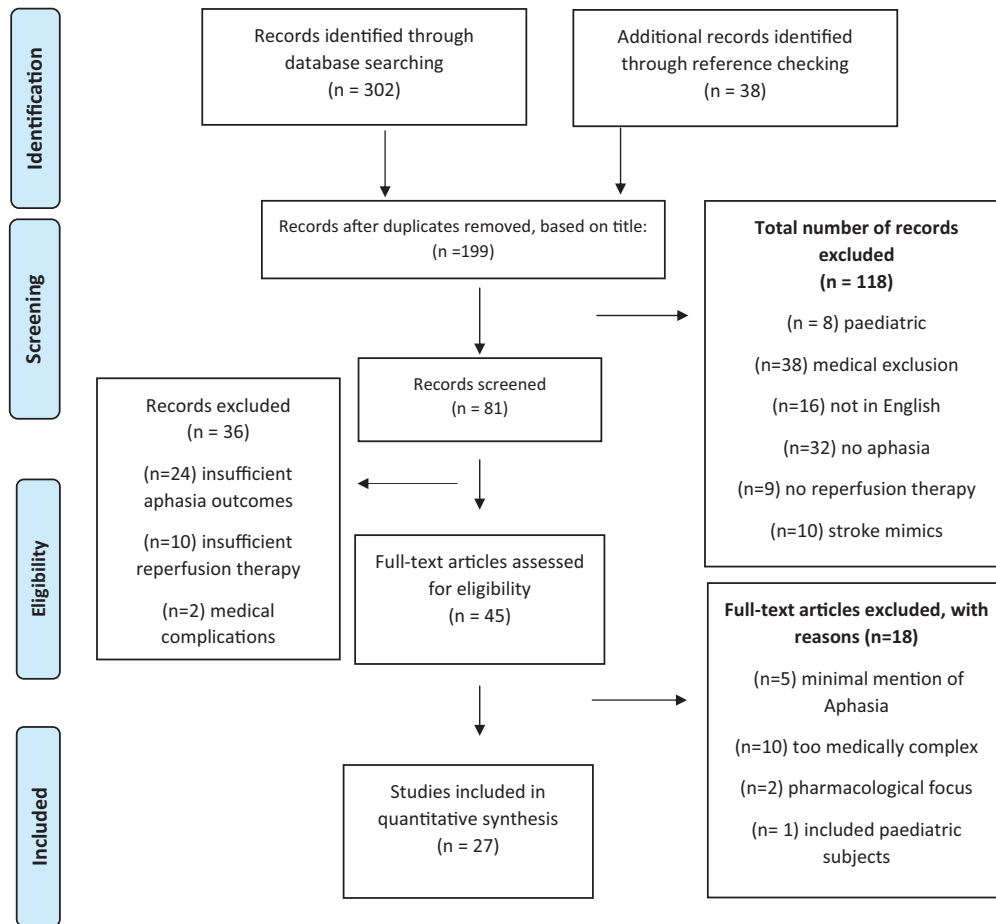 Identification
Records identified through
database searching
(n = 302)
Additional records identified
through reference checking
(n = 38)
Screening
Records after duplicates removed, based on title:
(n =199)
Total number of records
excluded
(n = 118)
(n = 8) paediatric
(n=38) medical exclusion
(n=16) not in English
(n=32) no aphasia
(n=9) no reperfusion therapy
(n=10) stroke mimics
Records screened
(n = 81)
Records excluded
(n = 36)
(n=24) insufficient
aphasia outcomes
(n=10) insufficient
reperfusion therapy
(n=2) medical
complications
Eligibility
Full-text articles assessed
for eligibility
(n = 45)
Full-text articles excluded, with
reasons (n=18)
(n=5) minimal mention of
Aphasia
(n=10) too medically complex
(n=2) pharmacological focus
(n= 1) included paediatric
subjects
Included
Studies included in
quantitative synthesis
(n = 27)